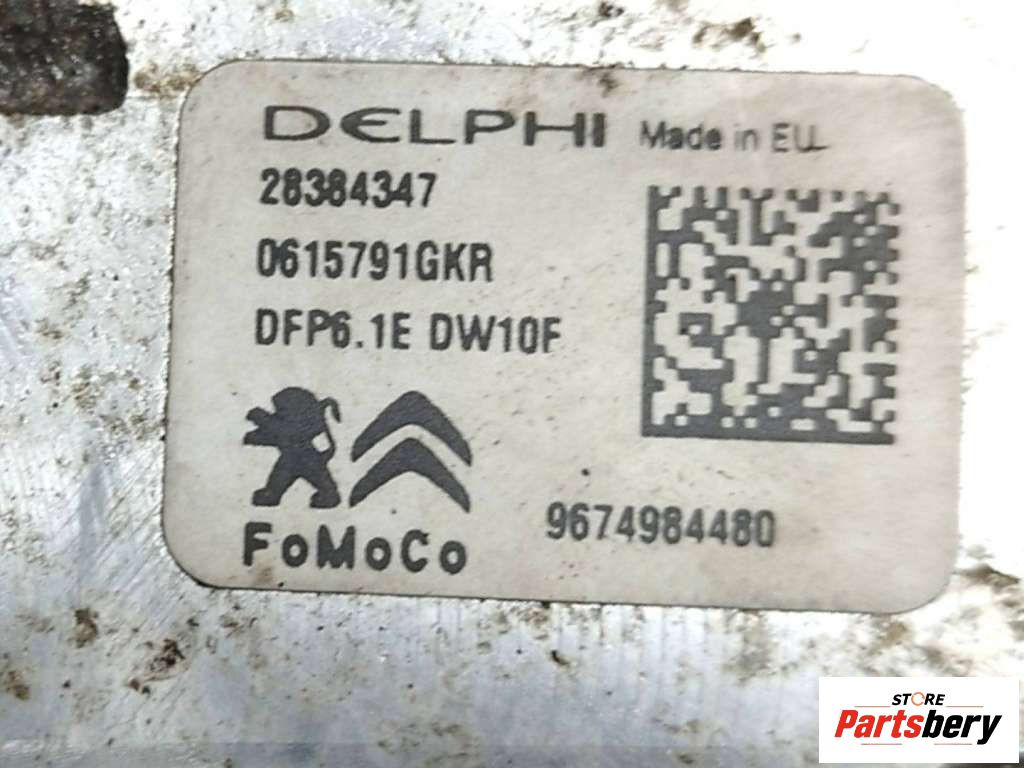 DELPHI Made in EU
28384347
0615791GKR
DFP6.1E DW10F
FoMoCo
9674984480
STORE
Partsbery